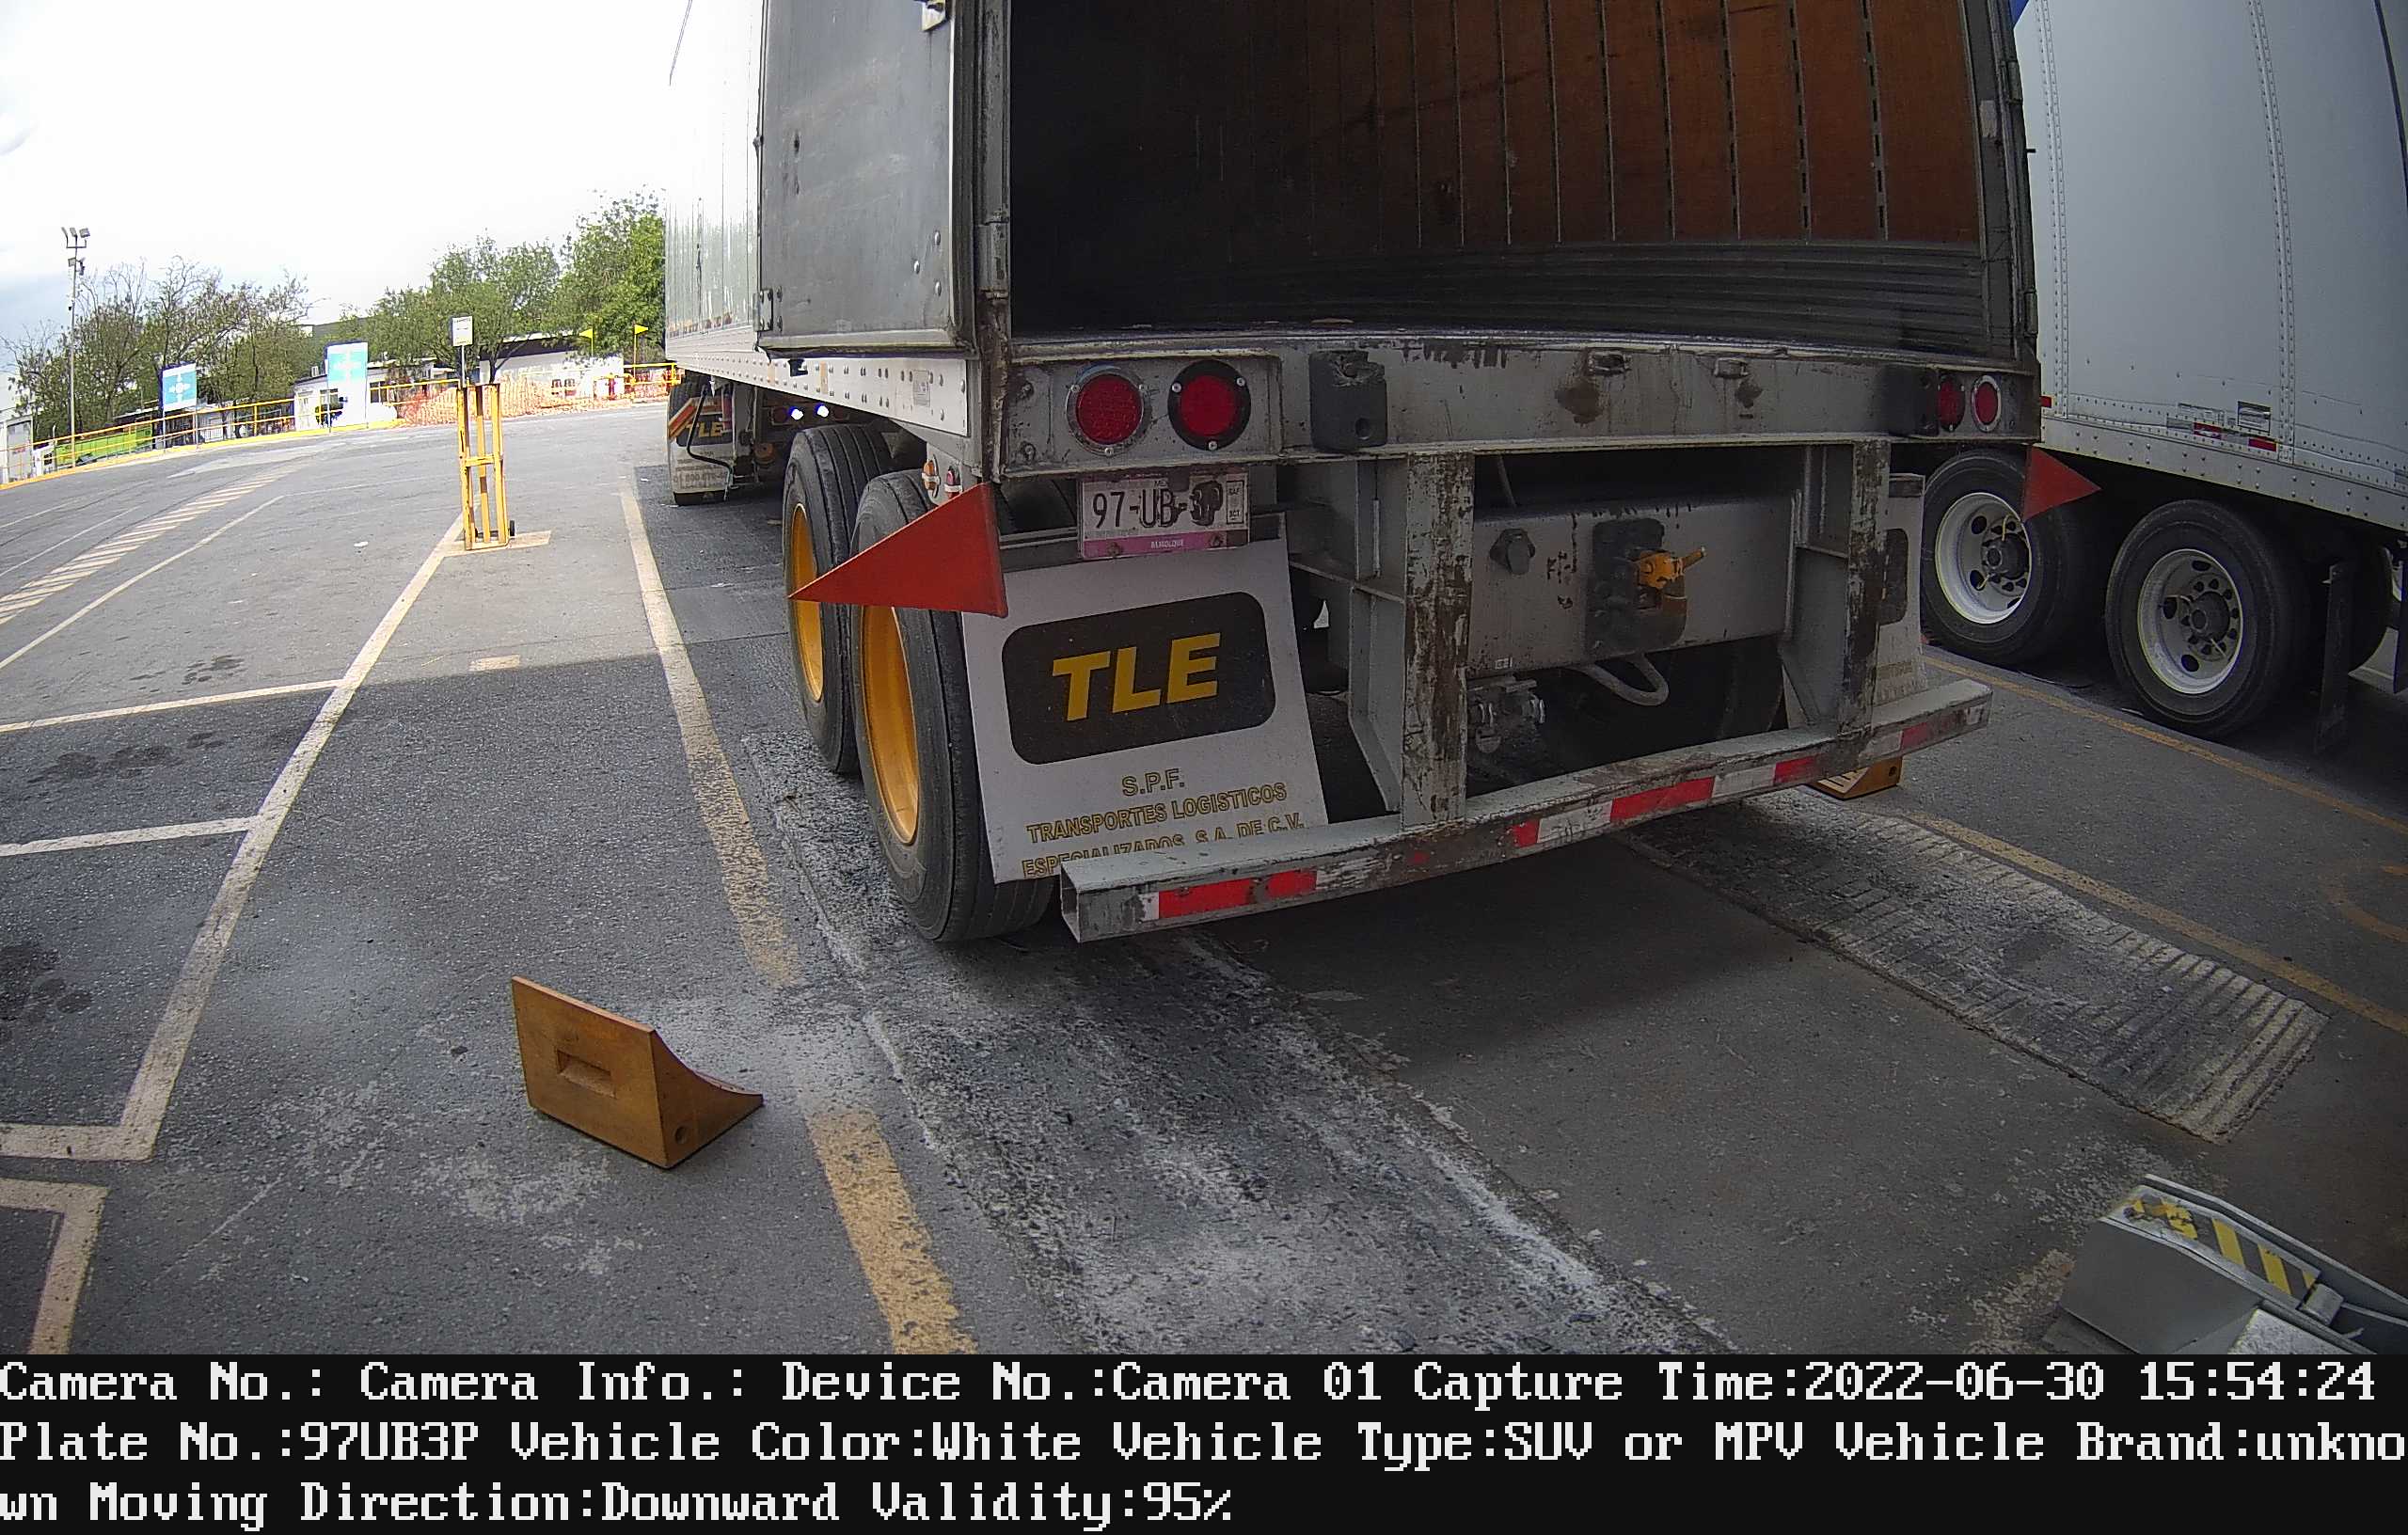 TLE
97-UB-3P
REMOLQUE
TLE
S.P.F.
TRANSPORTES LOGISTICOS
ESPECIALIZADOS, S.A. DE C.V.
Camera No.: Camera Info.: Device No.:Camera 01 Capture Time:2022-06-30 15:54:24
Plate No.:97UB3P Vehicle Color:White Vehicle Type:SUV or MPV Vehicle Brand:unkno
wn Moving Direction:Downward Validity:95%